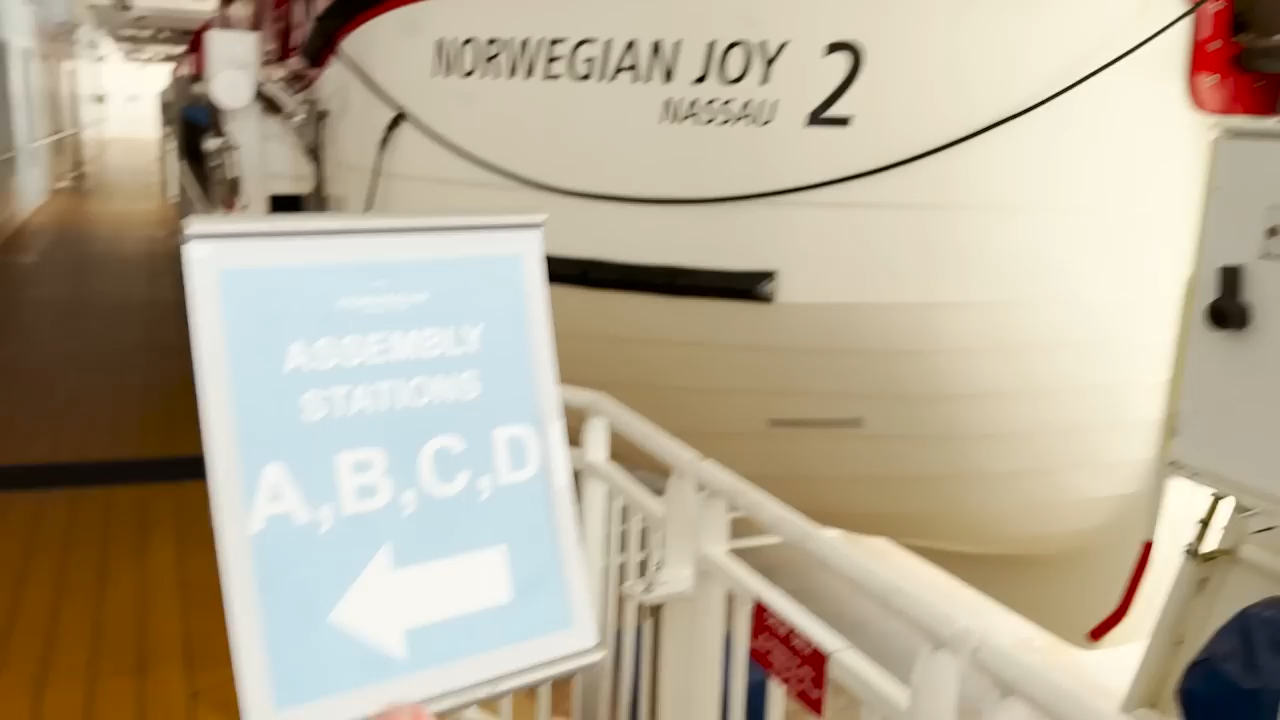 NORWEGIAN JOY 2
NASSAU
ASSEMBLY
STATIONS
A,B,C,D